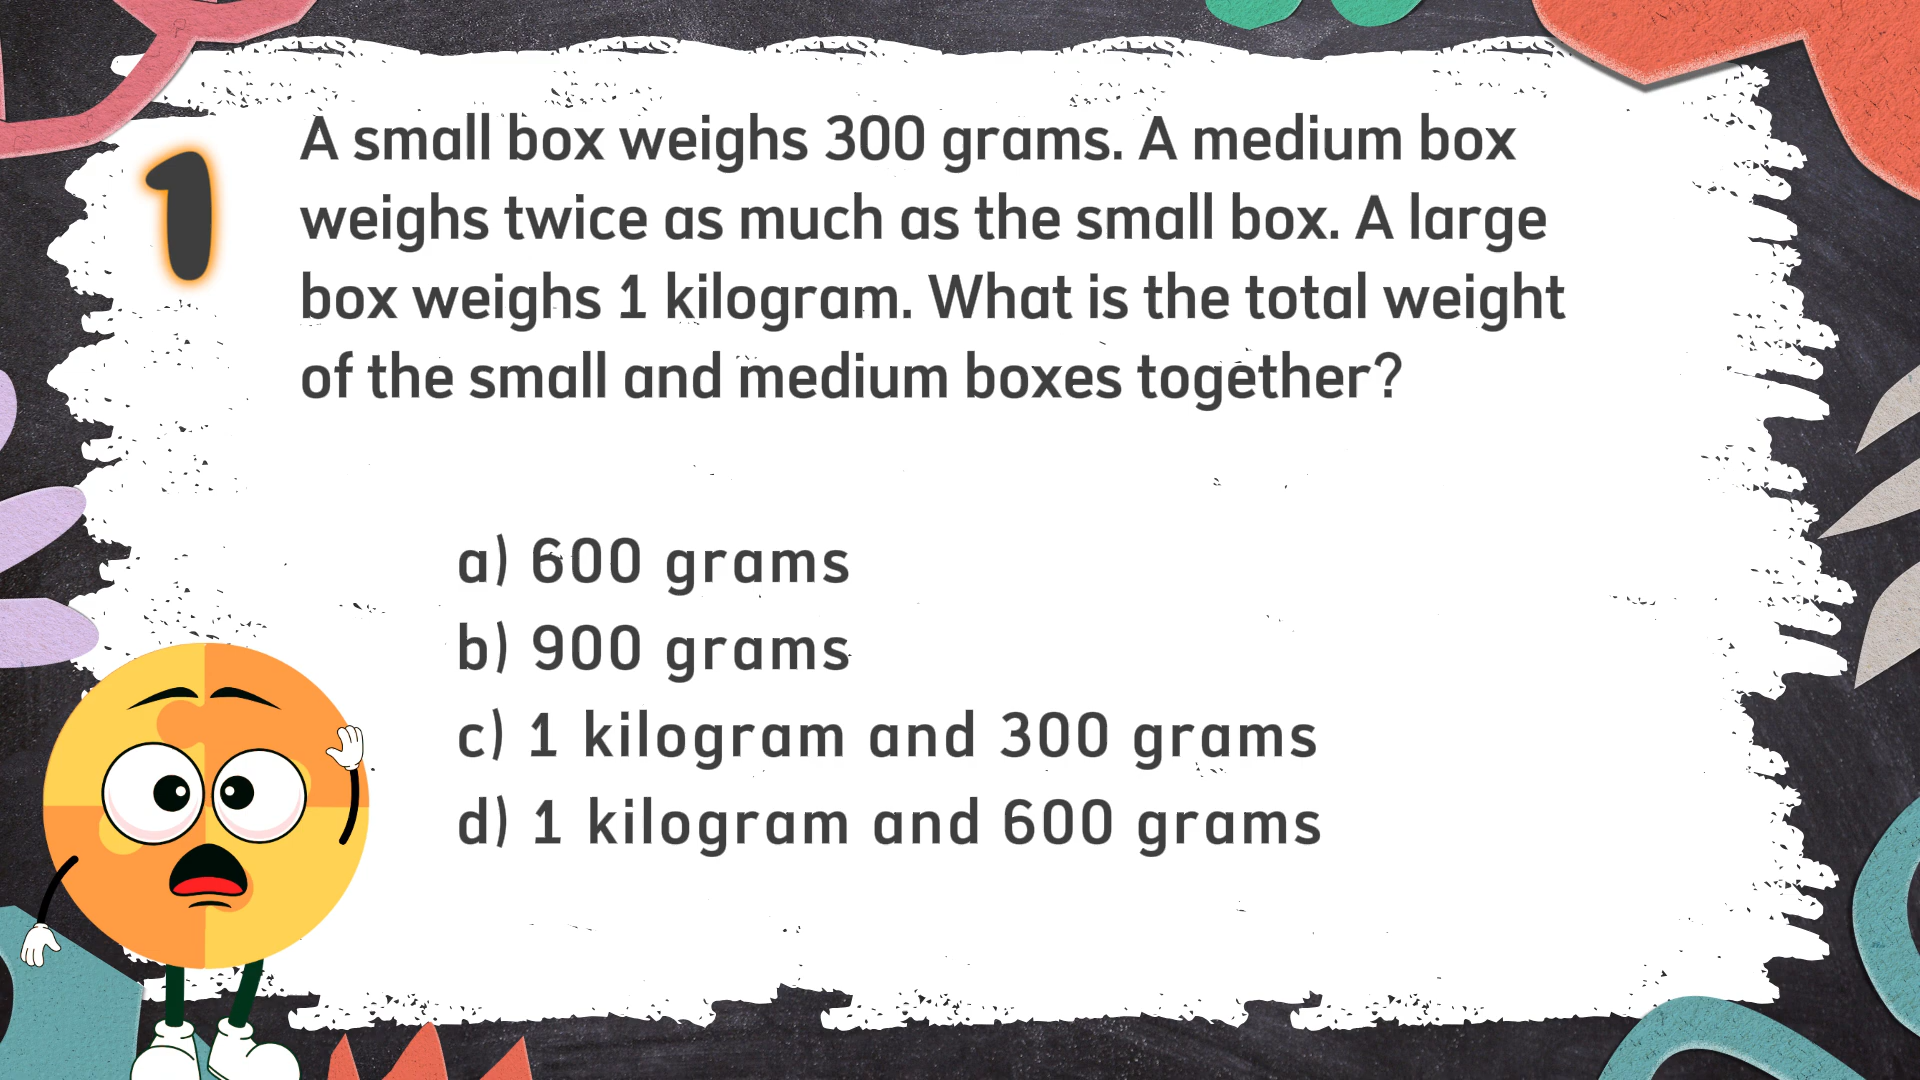 1
A small box weighs 300 grams. A medium box
weighs twice as much as the small box. A large
box weighs 1 kilogram. What is the total weight
of the small and medium boxes together?
a) 600 grams
b) 900 grams
c) 1 kilogram and 300 grams
d) 1 kilogram and 600 grams